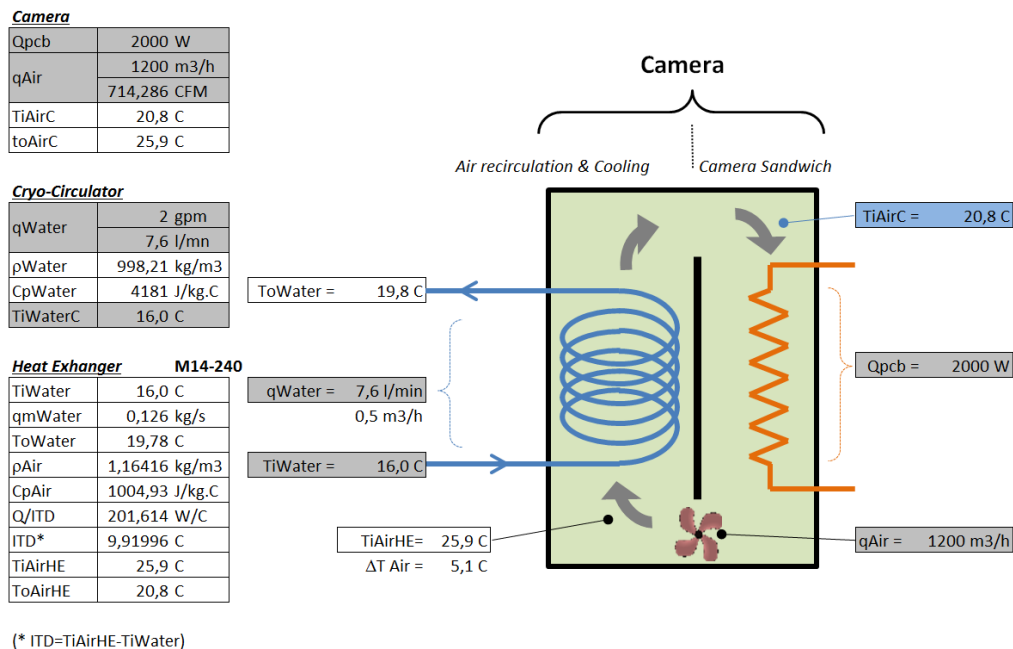 Camera
Qpcb 2000 W
qAir 1200 m3/h
714,286 CFM
TiAirC 20,8 C
toAirC 25,9 C
Cryo-Circulator
qWater 2 gpm
7,6 l/mn
ρWater 998,21 kg/m3
CpWater 4181 J/kg.C
TiWaterC 16,0 C
Heat Exhanger M14-240
TiWater 16,0 C
qmWater 0,126 kg/s
ToWater 19,78 C
ρAir 1,16416 kg/m3
CpAir 1004,93 J/kg.C
Q/ITD 201,614 W/C
ITD* 9,91996 C
TiAirHE 25,9 C
ToAirHE 20,8 C
(* ITD=TiAirHE-TiWater)
Camera
Air recirculation & Cooling
Camera Sandwich
TiAirC = 20,8 C
ToWater = 19,8 C
qWater = 7,6 l/min
0,5 m3/h
Qpcb = 2000 W
TiWater = 16,0 C
TiAirHE= 25,9 C
ΔT Air = 5,1 C
qAir = 1200 m3/h